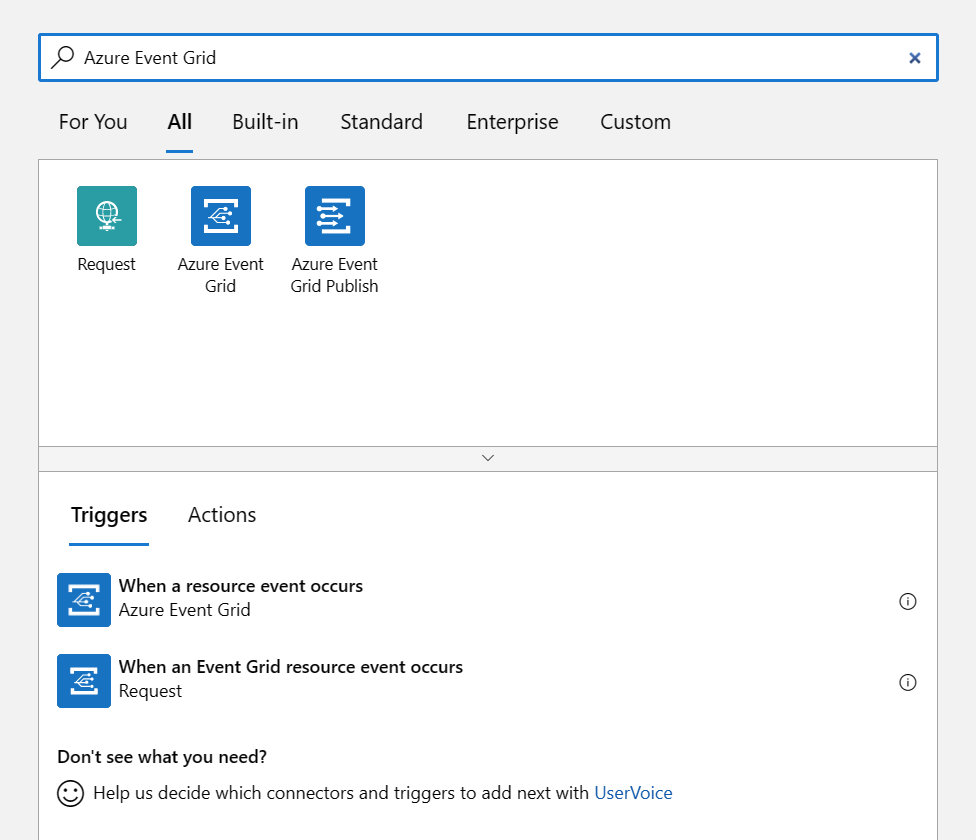 Azure Event Grid
For You
All
Built-in
Standard
Enterprise
Custom
Request
Azure Event
Grid
Azure Event
Grid Publish
Triggers
Actions
When a resource event occurs
Azure Event Grid
When an Event Grid resource event occurs
Request
Don't see what you need?
Help us decide which connectors and triggers to add next with UserVoice